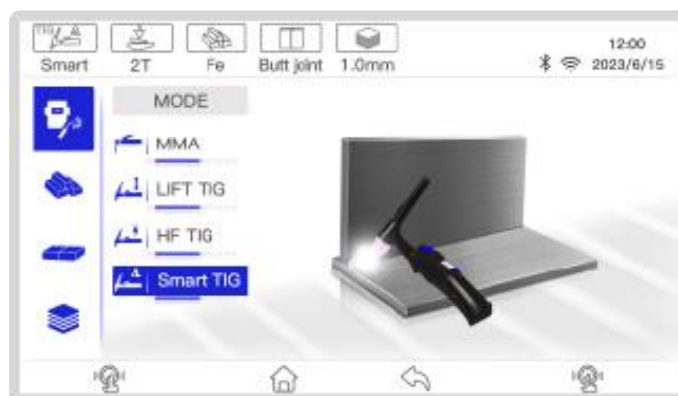 TIG
Smart 2T Fe Butt joint 1.0mm
12:00
2023/6/15
MODE
MMA
LIFT TIG
HF TIG
Smart TIG